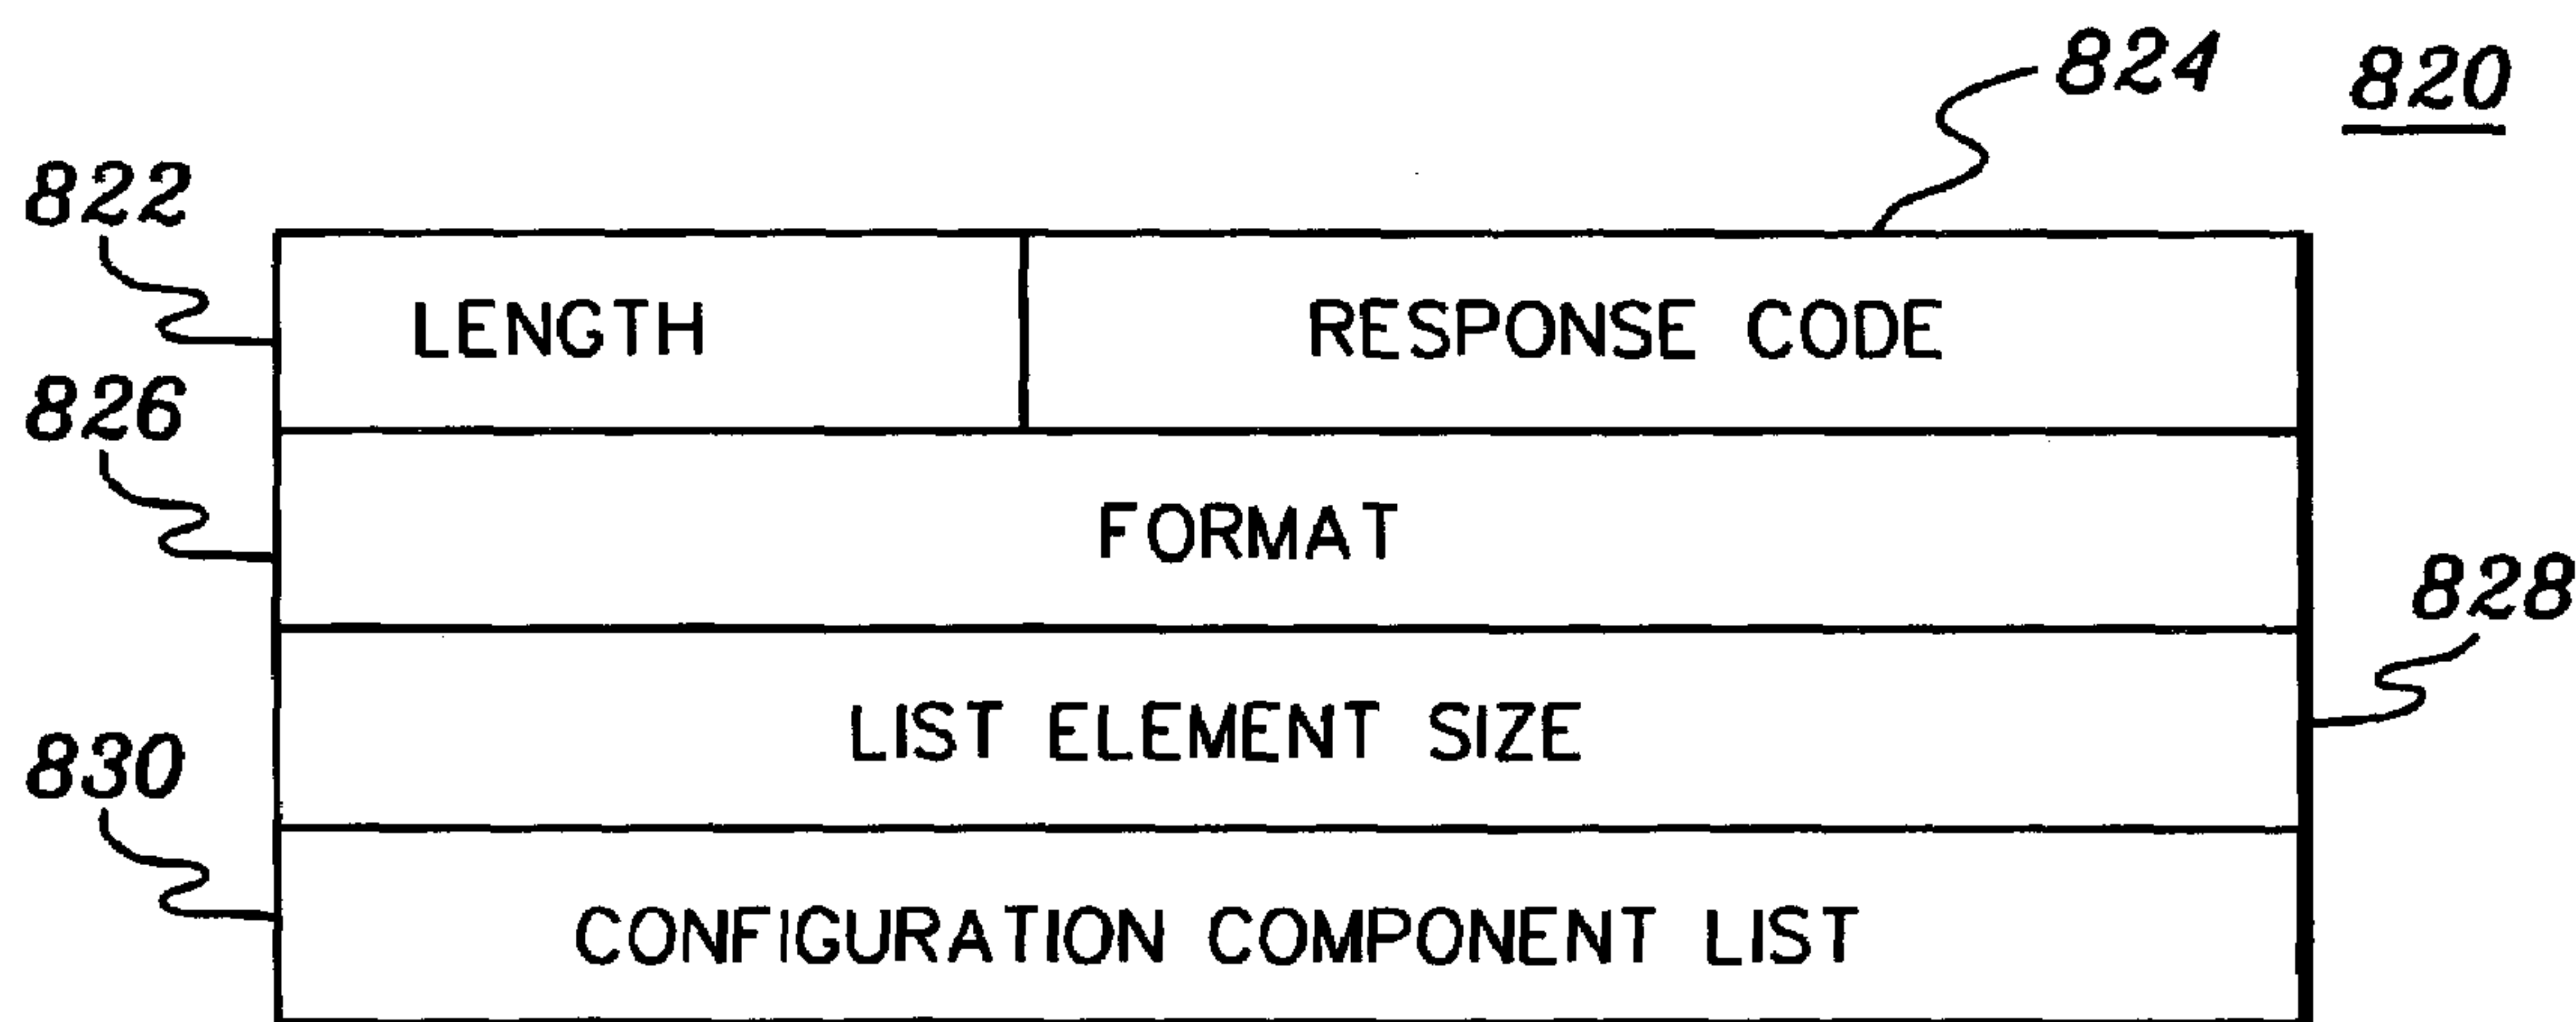 824 820
822
LENGTH RESPONSE CODE
826
FORMAT
828
LIST ELEMENT SIZE
830
CONFIGURATION COMPONENT LIST